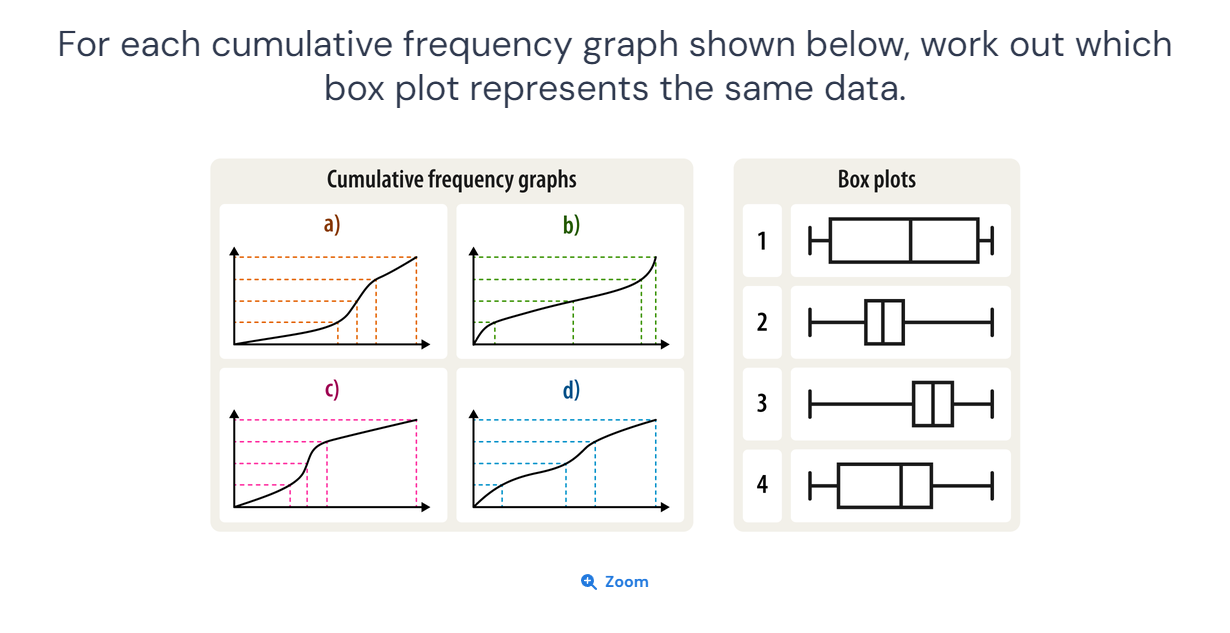 For each cumulative frequency graph shown below, work out which
box plot represents the same data.
Cumulative frequency graphs
a)
b)
c)
d)
Box plots
1
2
3
4
Zoom